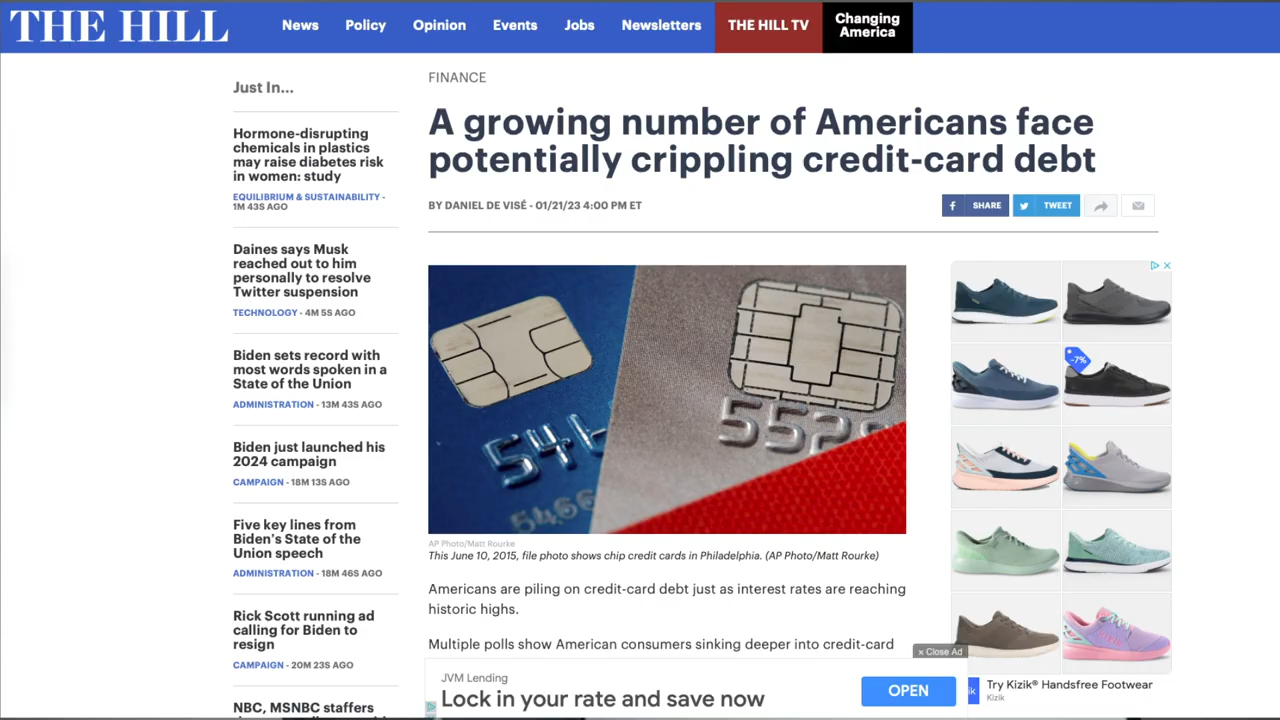 THE HILL
News Policy Opinion Events Jobs Newsletters THE HILL TV Changing
America
Just In...
Hormone-disrupting
chemicals in plastics
may raise diabetes risk
in women: study
EQUILIBRIUM & SUSTAINABILITY -
1M 43S AGO
Daines says Musk
reached out to him
personally to resolve
Twitter suspension
TECHNOLOGY - 4M 5S AGO
Biden sets record with
most words spoken in a
State of the Union
ADMINISTRATION - 13M 43S AGO
Biden just launched his
2024 campaign
CAMPAIGN - 18M 13S AGO
Five key lines from
Biden's State of the
Union speech
ADMINISTRATION - 18M 46S AGO
Rick Scott running ad
calling for Biden to
resign
CAMPAIGN - 20M 23S AGO
NBC, MSNBC staffers
FINANCE
A growing number of Americans face
potentially crippling credit-card debt
BY DANIEL DE VISÉ - 01/21/23 4:00 PM ET
SHARE TWEET
546
5466
552
AP Photo/Matt Rourke
This June 10, 2015, file photo shows chip credit cards in Philadelphia. (AP Photo/Matt Rourke)
Americans are piling on credit-card debt just as interest rates are reaching
historic highs.
Multiple polls show American consumers sinking deeper into credit-card
-7%
× Close Ad
JVM Lending
Lock in your rate and save now
OPEN
ik
Try Kizik® Handsfree Footwear
Kizik